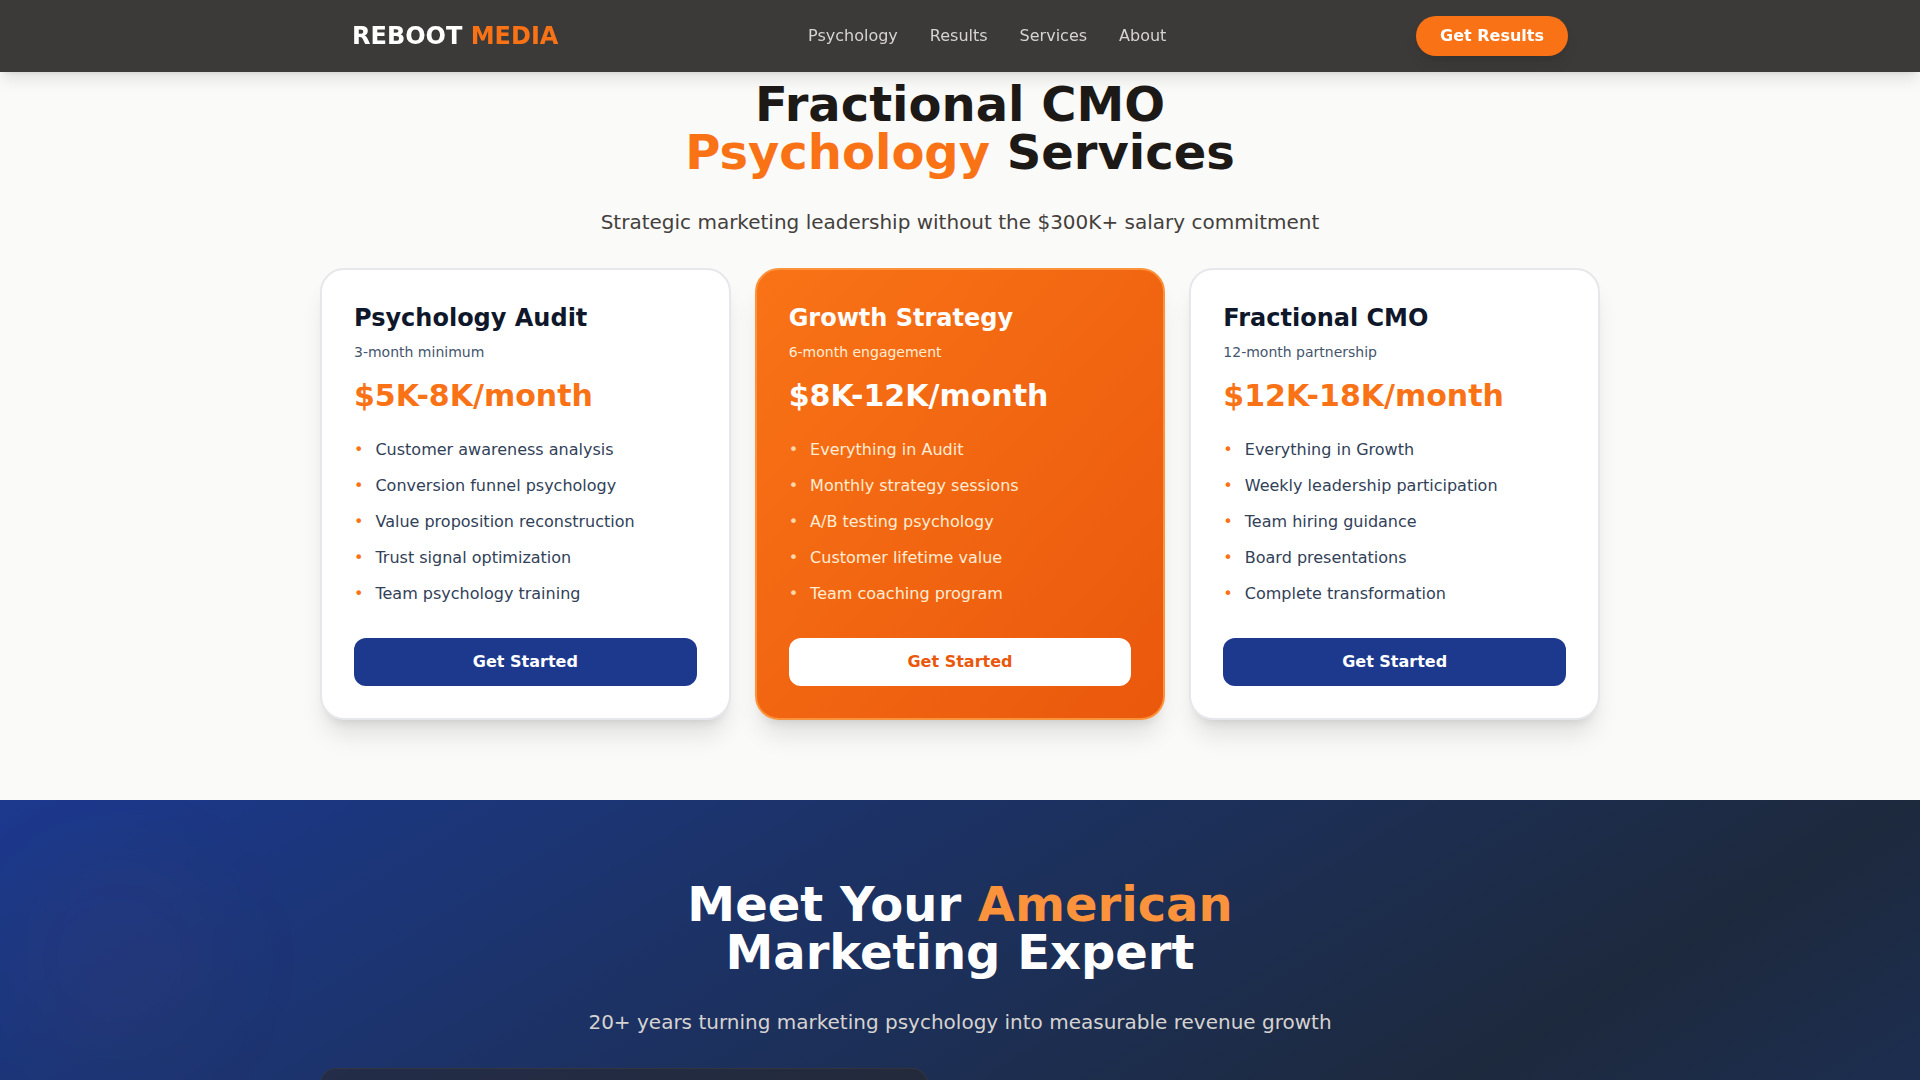 REBOOT MEDIA
Psychology
Results
Services
About
Get Results
Fractional CMO
Psychology Services
Strategic marketing leadership without the $300K+ salary commitment
Psychology Audit
3-month minimum
$5K-8K/month
• Customer awareness analysis
• Conversion funnel psychology
• Value proposition reconstruction
• Trust signal optimization
• Team psychology training
Get Started
Growth Strategy
6-month engagement
$8K-12K/month
• Everything in Audit
• Monthly strategy sessions
• A/B testing psychology
• Customer lifetime value
• Team coaching program
Get Started
Fractional CMO
12-month partnership
$12K-18K/month
• Everything in Growth
• Weekly leadership participation
• Team hiring guidance
• Board presentations
• Complete transformation
Get Started
Meet Your American
Marketing Expert
20+ years turning marketing psychology into measurable revenue growth